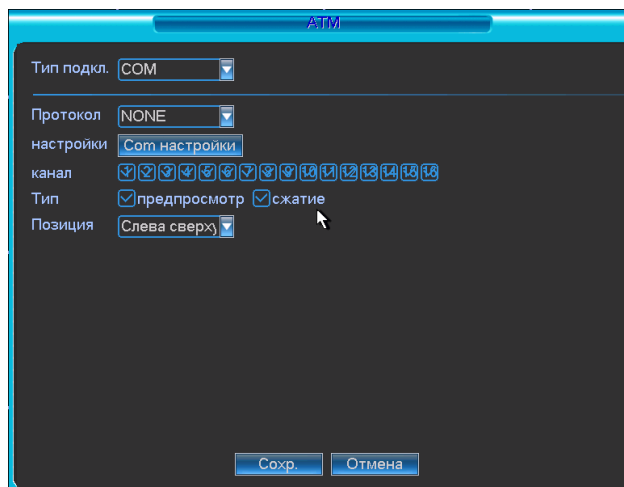 ATM
Тип подкл. COM
Протокол NONE
настройки Com настройки
канал 1 2 3 4 5 6 7 8 9 10 11 12 13 14 15 16
Тип предпросмотр сжатие
Позиция Слева сверху
Сохр. Отмена